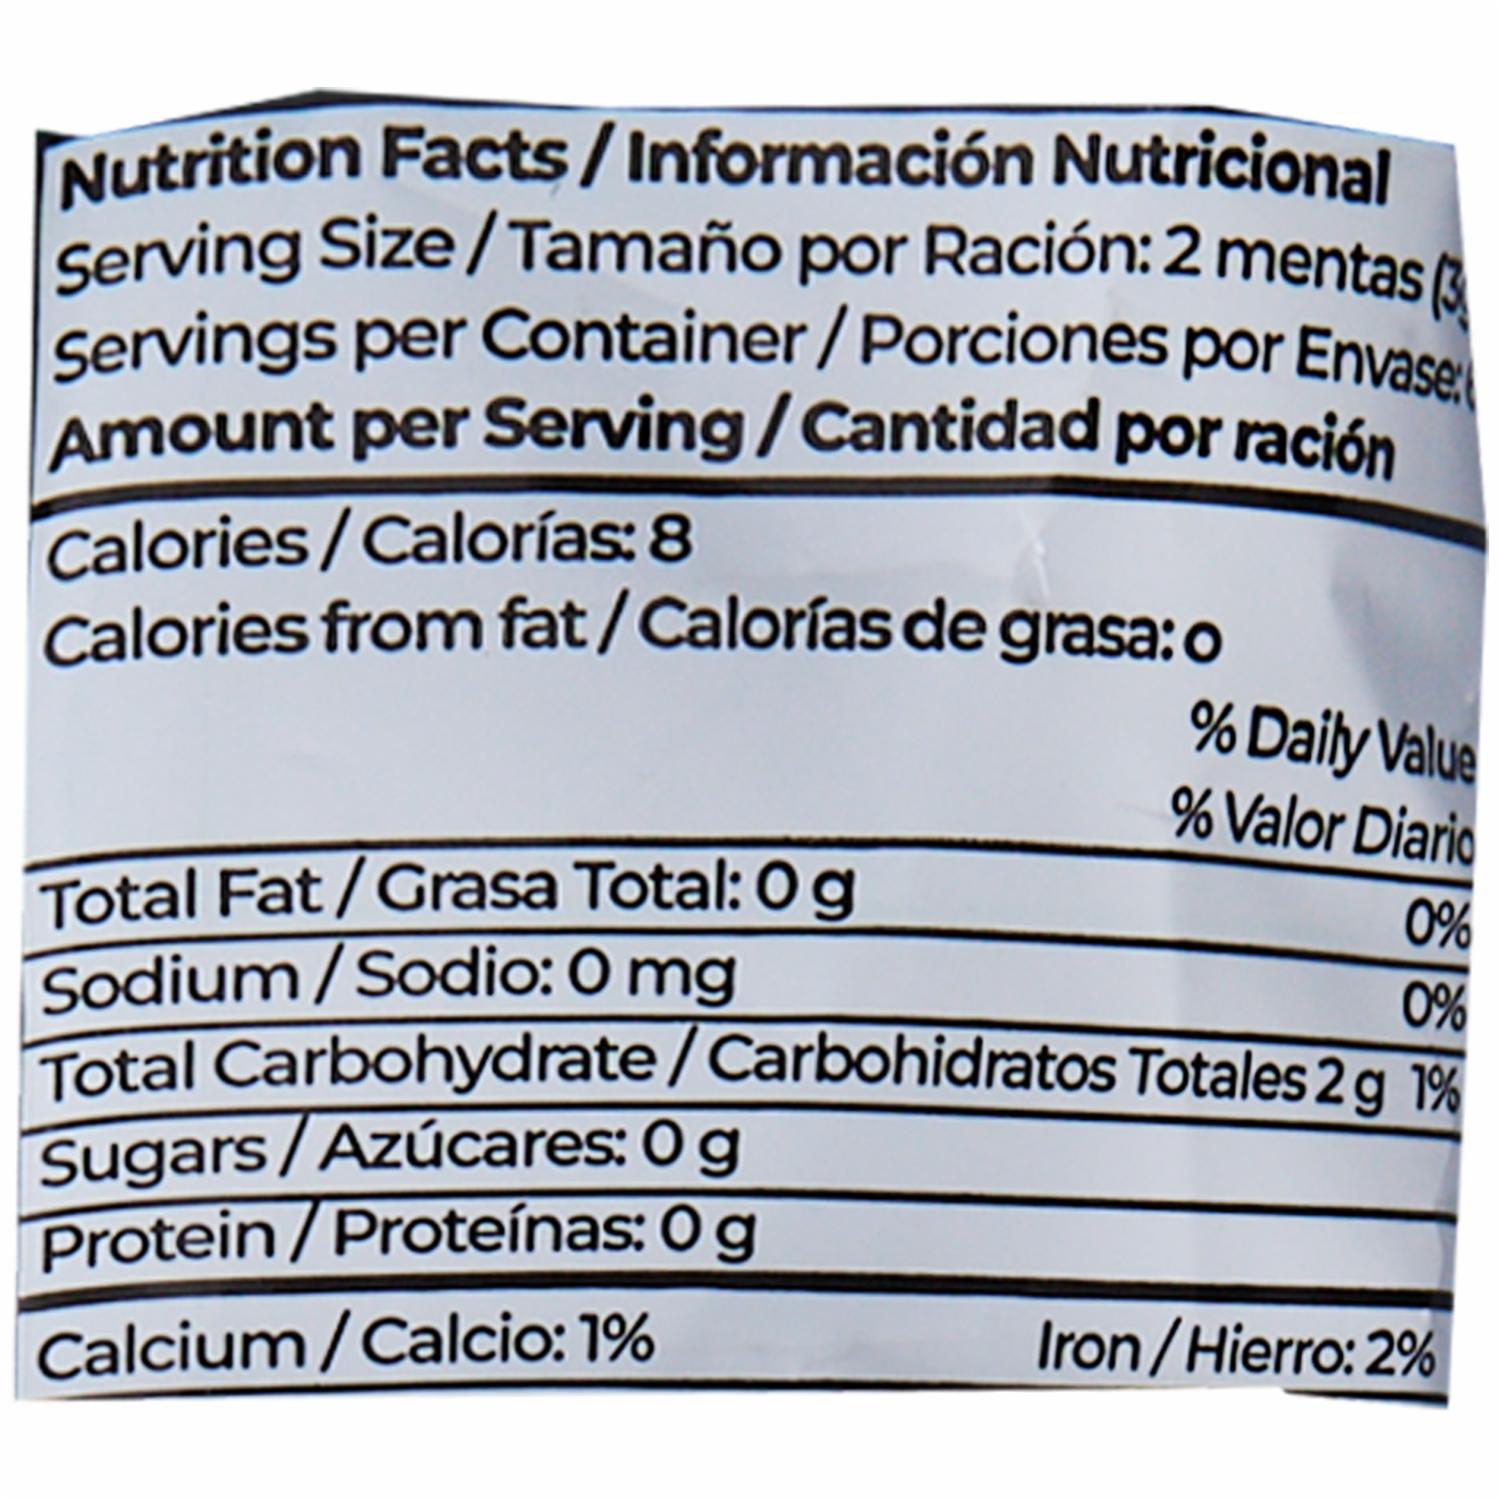 Nutrition Facts / Información Nutricional
Serving Size / Tamaño por Ración: 2 mentas (3g
Servings per Container / Porciones por Envase:
Amount per Serving / Cantidad por ración
Calories / Calorías: 8
Calories from fat / Calorías de grasa: o
% Daily Value
% Valor Diario
Total Fat / Grasa Total: 0 g 0%
Sodium / Sodio: 0 mg 0%
Total Carbohydrate / Carbohidratos Totales 2 g 1%
Sugars / Azúcares: 0 g
Protein / Proteínas: 0 g
Calcium / Calcio: 1% Iron / Hierro: 2%